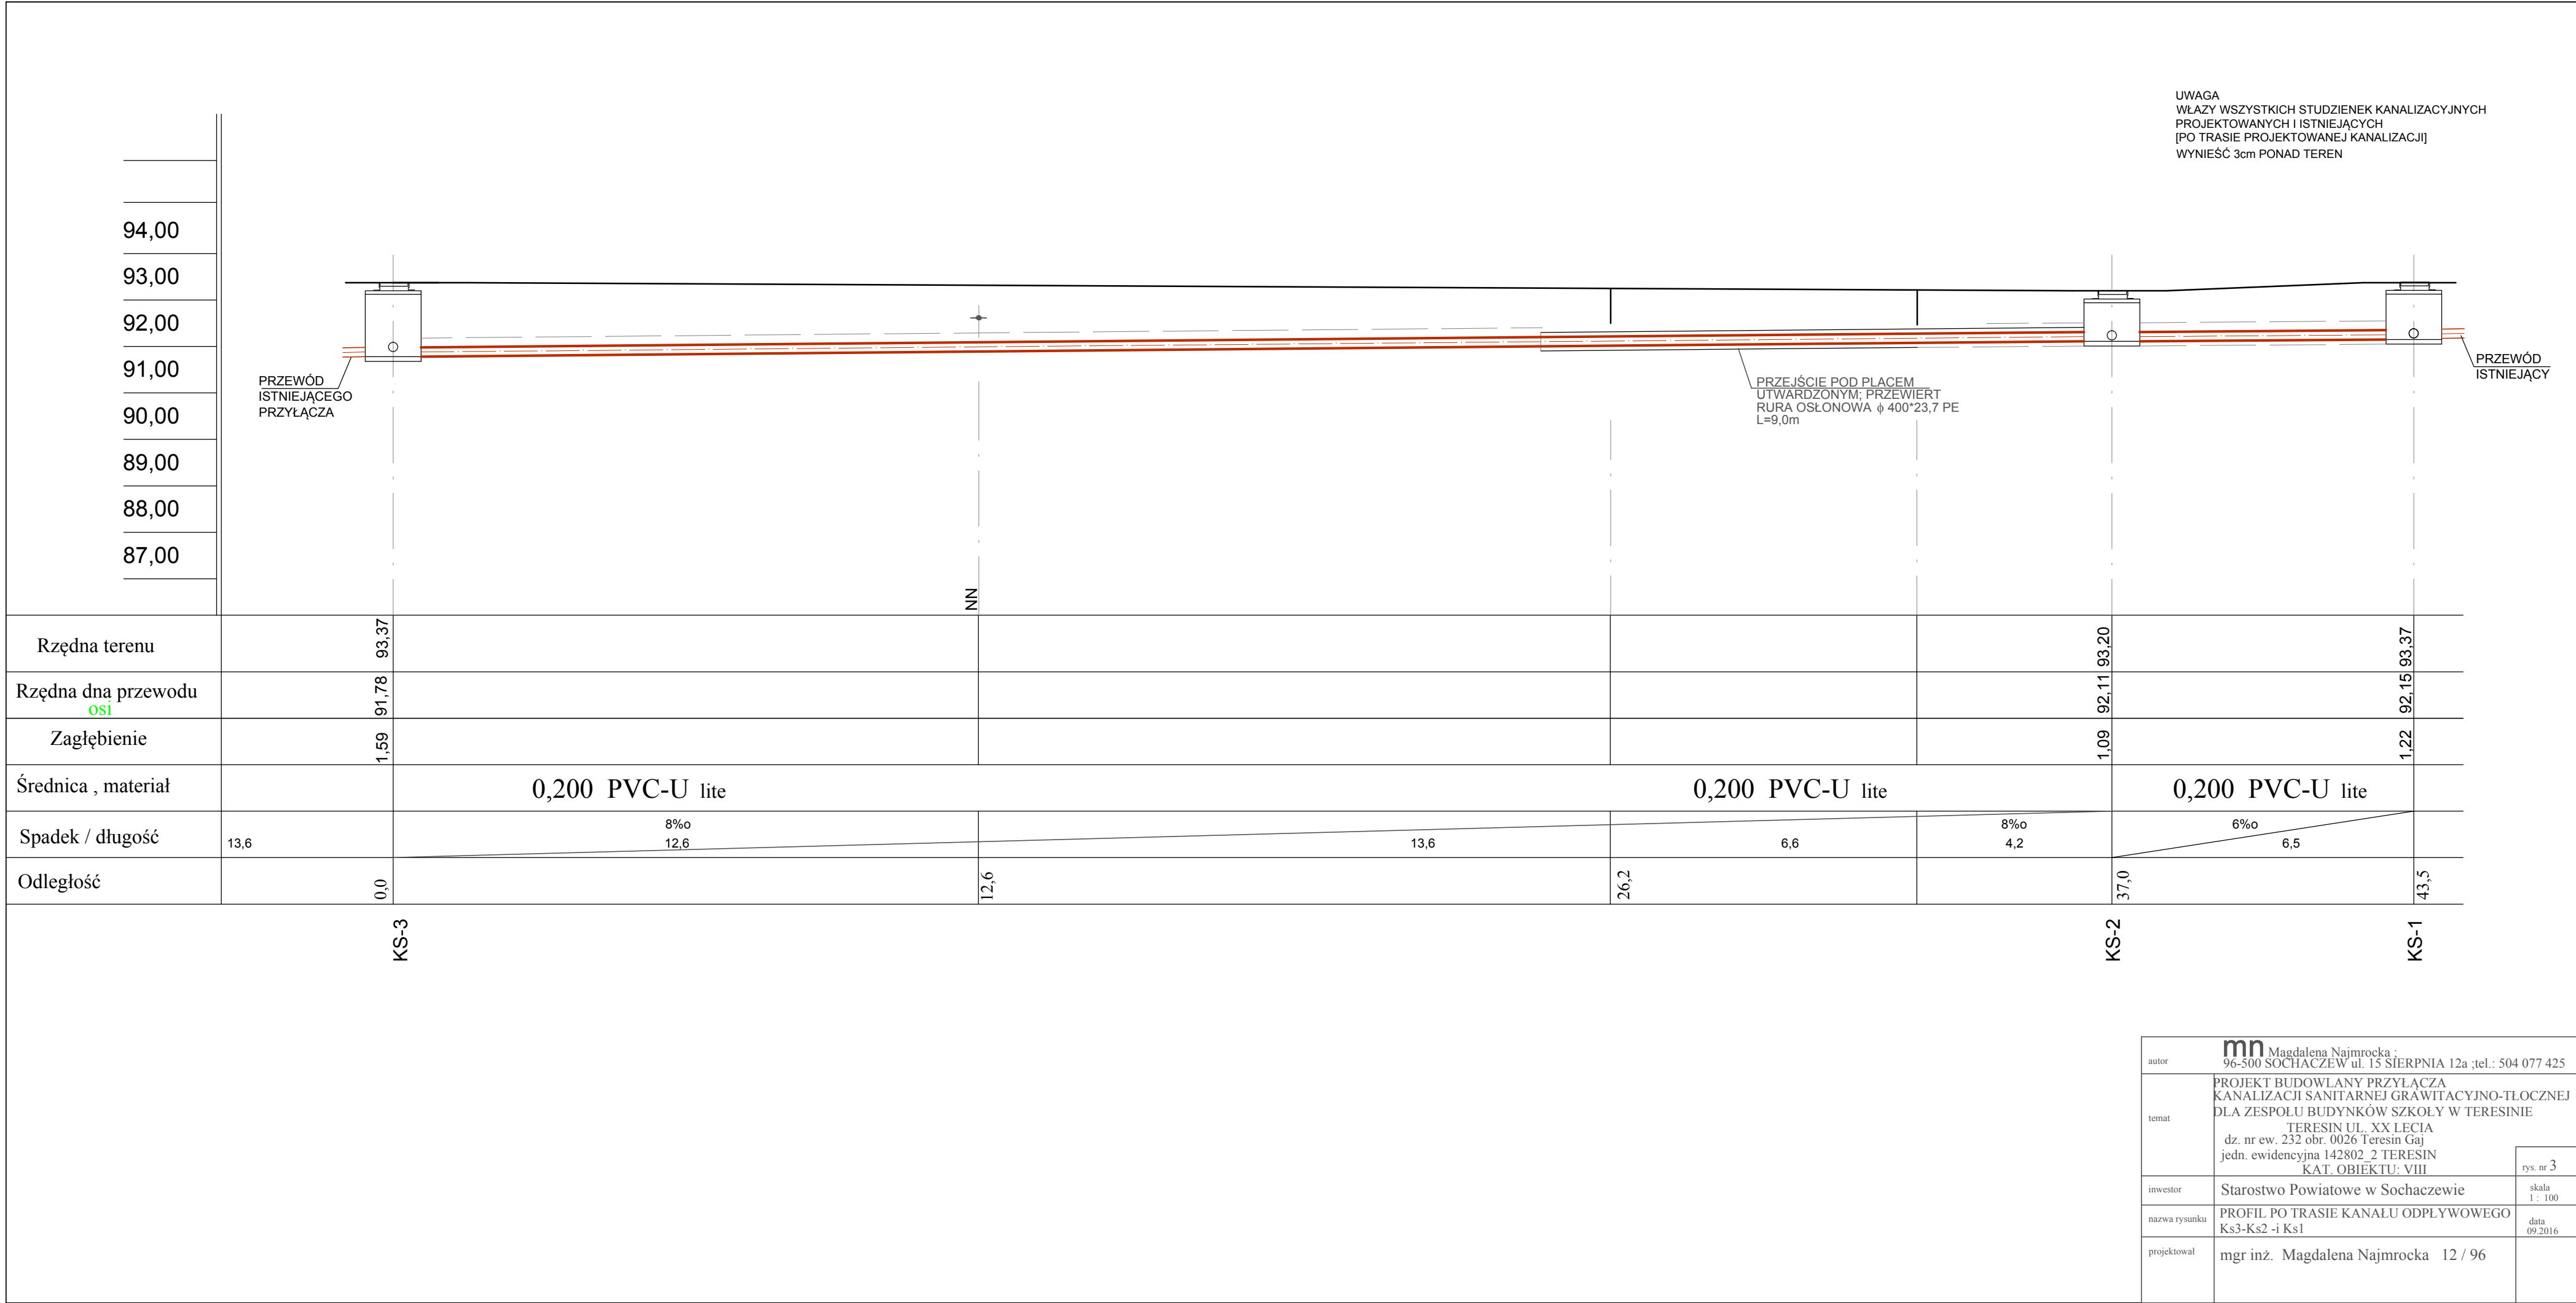 UWAGA
WŁAZY WSZYSTKICH STUDZIENEK KANALIZACYJNYCH
PROJEKTOWANYCH I ISTNIEJĄCYCH
[PO TRASIE PROJEKTOWANEJ KANALIZACJI]
WYNIEŚĆ 3cm PONAD TEREN
94,00
93,00
92,00
91,00
90,00
89,00
88,00
87,00
PRZEWÓD
ISTNIEJĄCEGO
PRZYŁĄCZA
PRZEJŚCIE POD PLACEM
UTWARDZONYM; PRZEWIERT
RURA OSŁONOWA ϕ 400*23,7 PE
L=9,0m
PRZEWÓD
ISTNIEJĄCY
NN
Rzędna terenu 93,37 93,20 93,37
Rzędna dna przewodu 91,78 92,11 92,15
osi
Zagłębienie 1,59 1,09 1,22
Średnica , materiał 0,200 PVC-U lite 0,200 PVC-U lite 0,200 PVC-U lite
8%o 8%o 6%o
Spadek / długość 13,6 12,6 13,6 6,6 4,2 6,5
Odległość 0,0 12,6 26,2 37,0 43,5
KS-3 KS-2 KS-1
autor mn Magdalena Najmrocka ;
96-500 SOCHACZEW ul. 15 SIERPNIA 12a ;tel.: 504 077 425
temat
PROJEKT BUDOWLANY PRZYŁĄCZA
KANALIZACJI SANITARNEJ GRAWITACYJNO-TŁOCZNEJ
DLA ZESPOŁU BUDYNKÓW SZKOŁY W TERESINIE
TERESIN UL. XX LECIA
dz. nr ew. 232 obr. 0026 Teresin Gaj
jedn. ewidencyjna 142802_2 TERESIN
KAT. OBIEKTU: VIII
rys. nr 3
inwestor Starostwo Powiatowe w Sochaczewie
skala
1 : 100
nazwa rysunku PROFIL PO TRASIE KANAŁU ODPŁYWOWEGO
Ks3-Ks2 -i Ks1
data
09.2016
projektował mgr inż. Magdalena Najmrocka 12 / 96